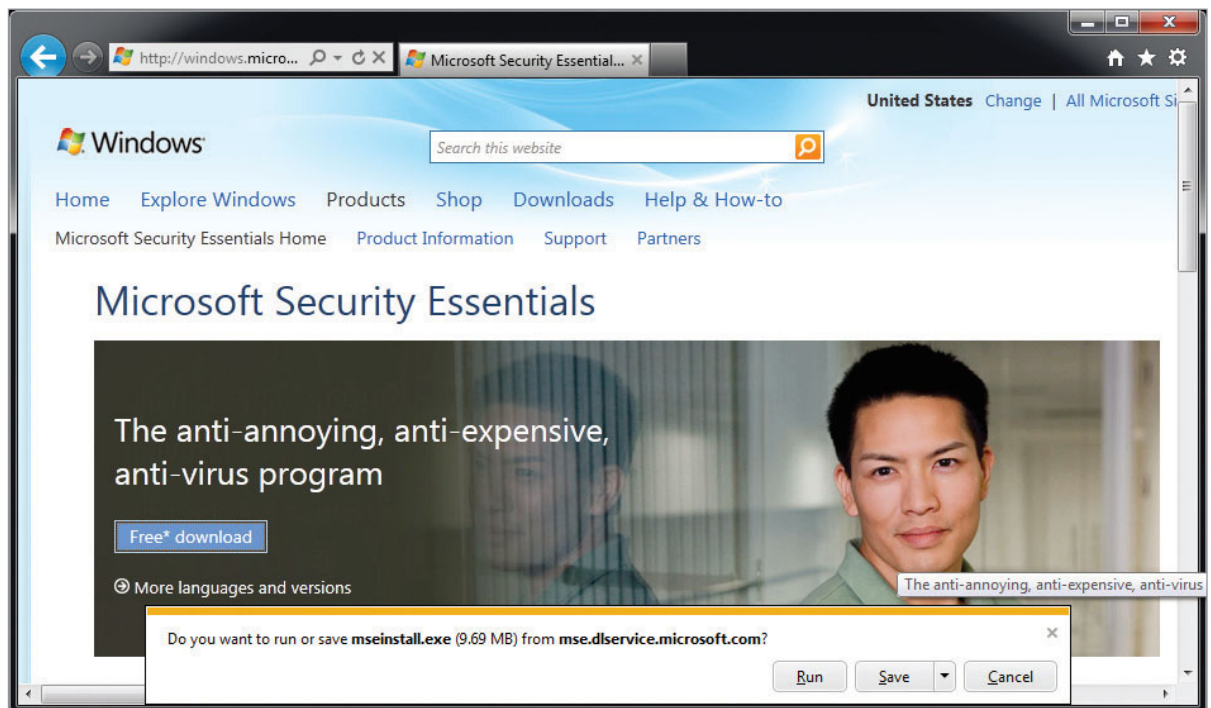 http://windows.micro...
Microsoft Security Essential...
United States Change | All Microsoft Si
Windows
Search this website
Home Explore Windows Products Shop Downloads Help & How-to
Microsoft Security Essentials Home Product Information Support Partners
Microsoft Security Essentials
The anti-annoying, anti-expensive,
anti-virus program
Free* download
More languages and versions
The anti-annoying, anti-expensive, anti-virus
Do you want to run or save mseinstall.exe (9.69 MB) from mse.dlservice.microsoft.com?
Run Save Cancel